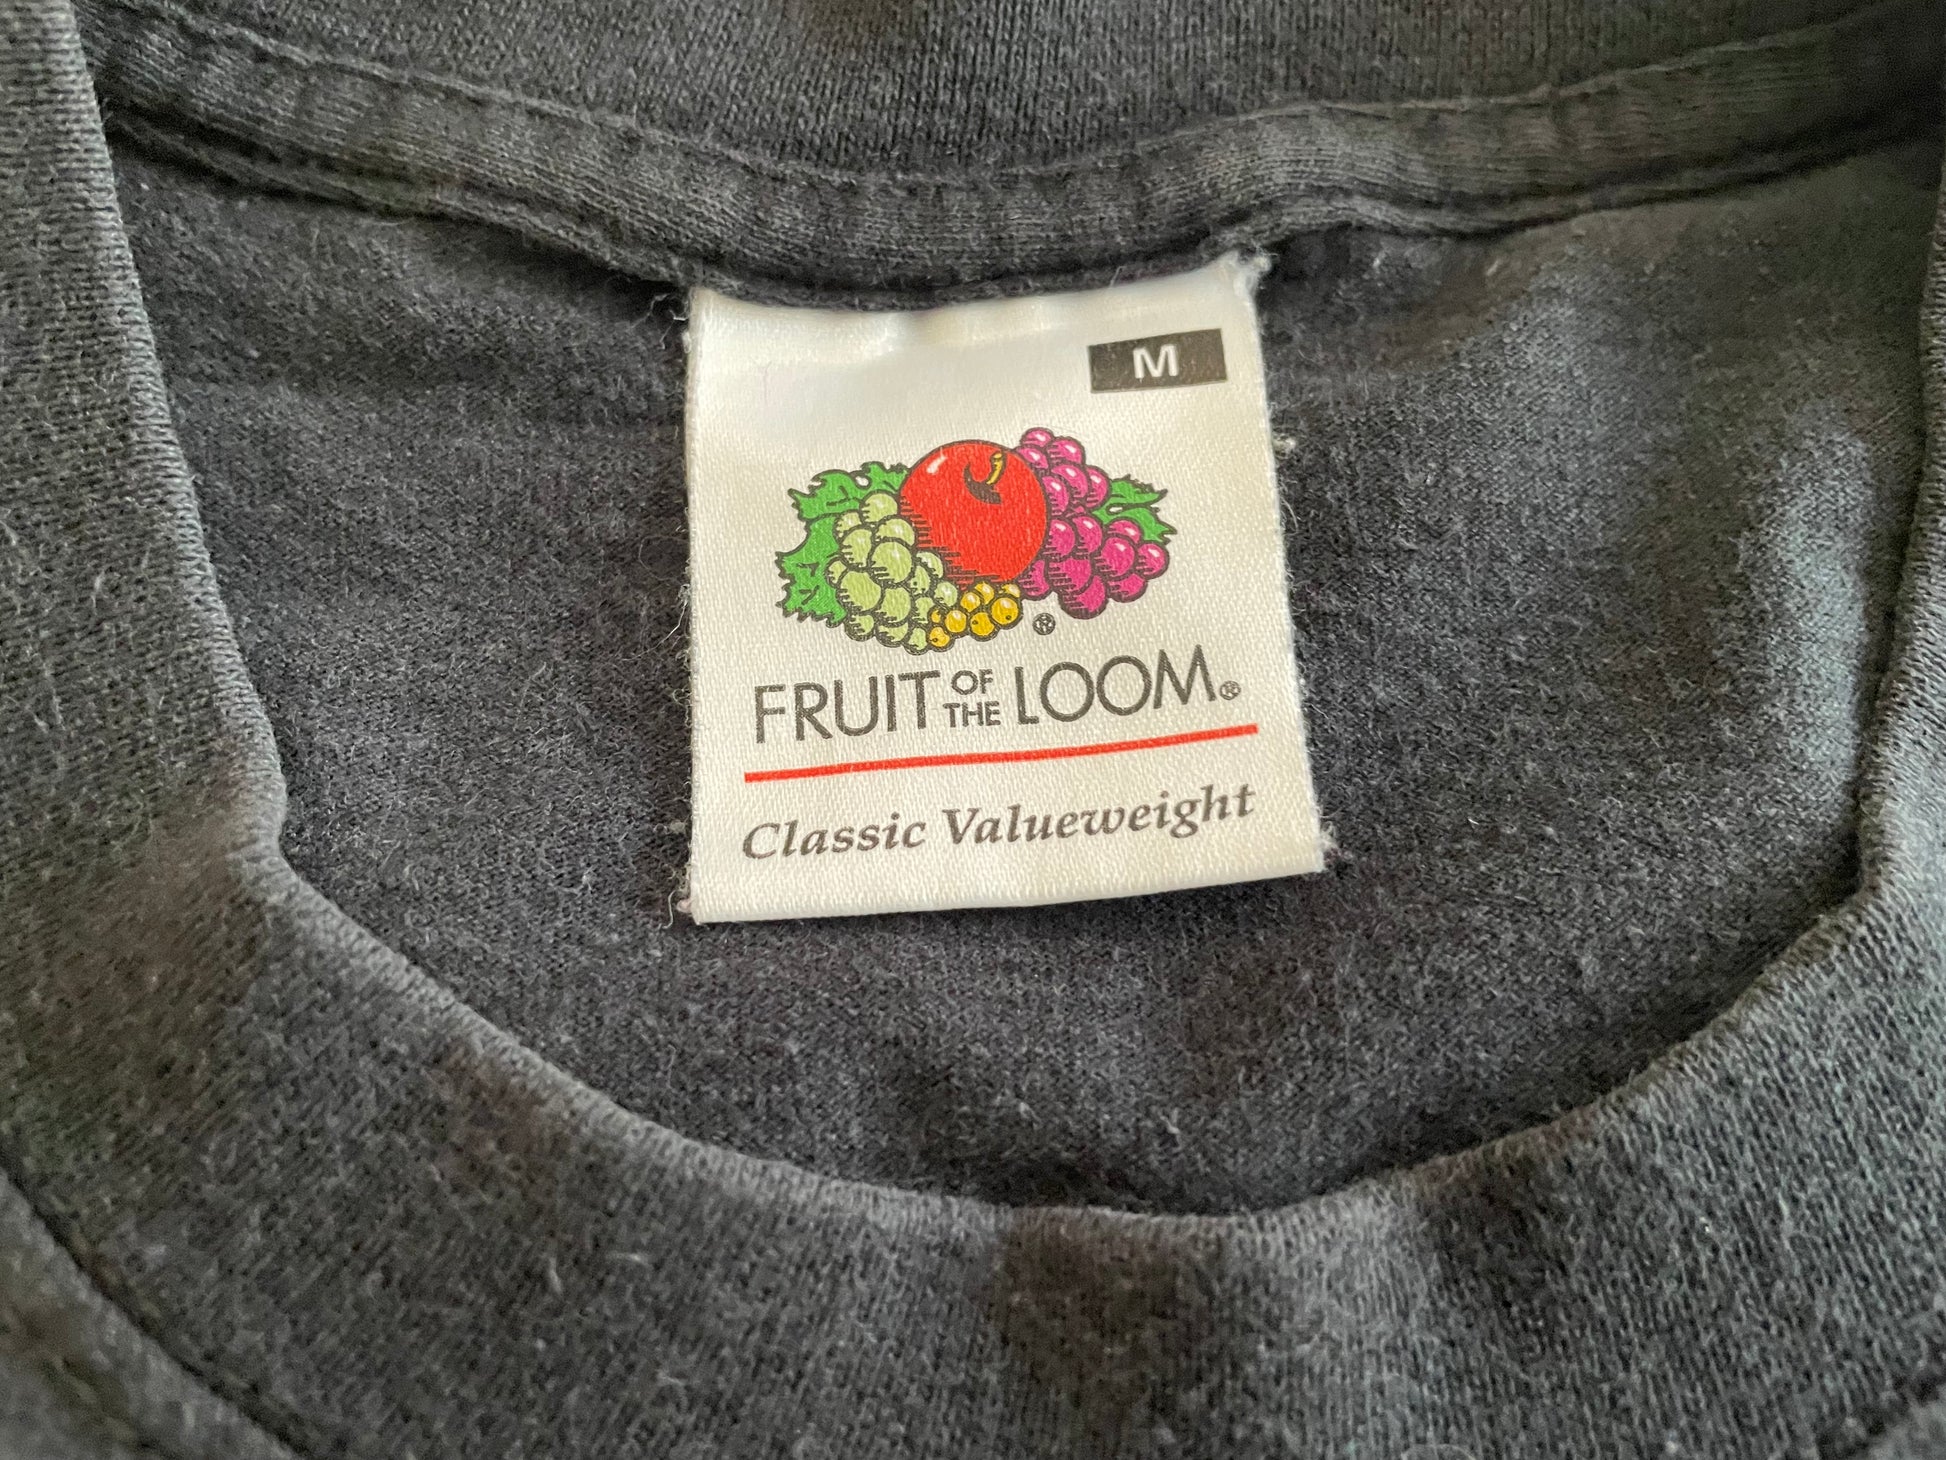 M
®
FRUIT OF THE LOOM®
Classic Valueweight